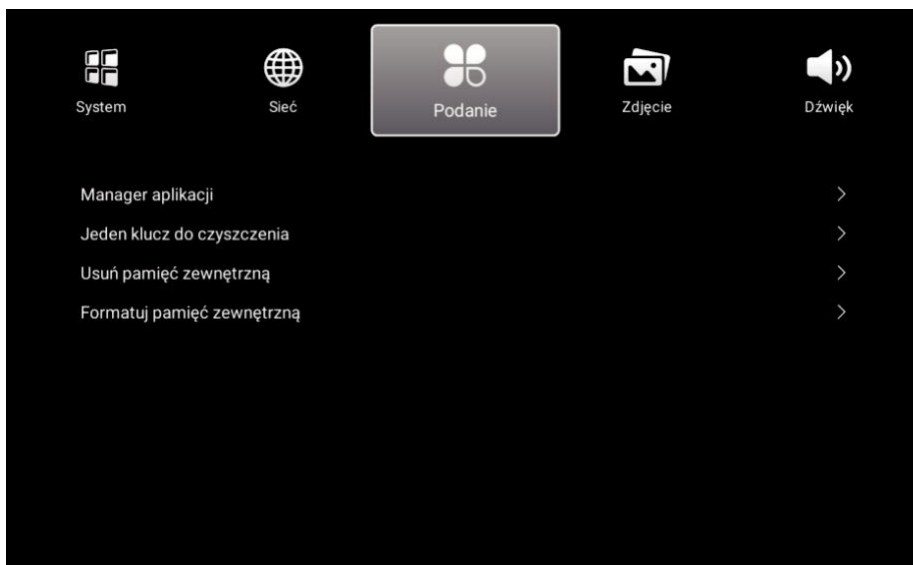 System
Sieć
Podanie
Zdjęcie
Dźwięk
Manager aplikacji
Jeden klucz do czyszczenia
Usuń pamięć zewnętrzną
Formatuj pamięć zewnętrzną